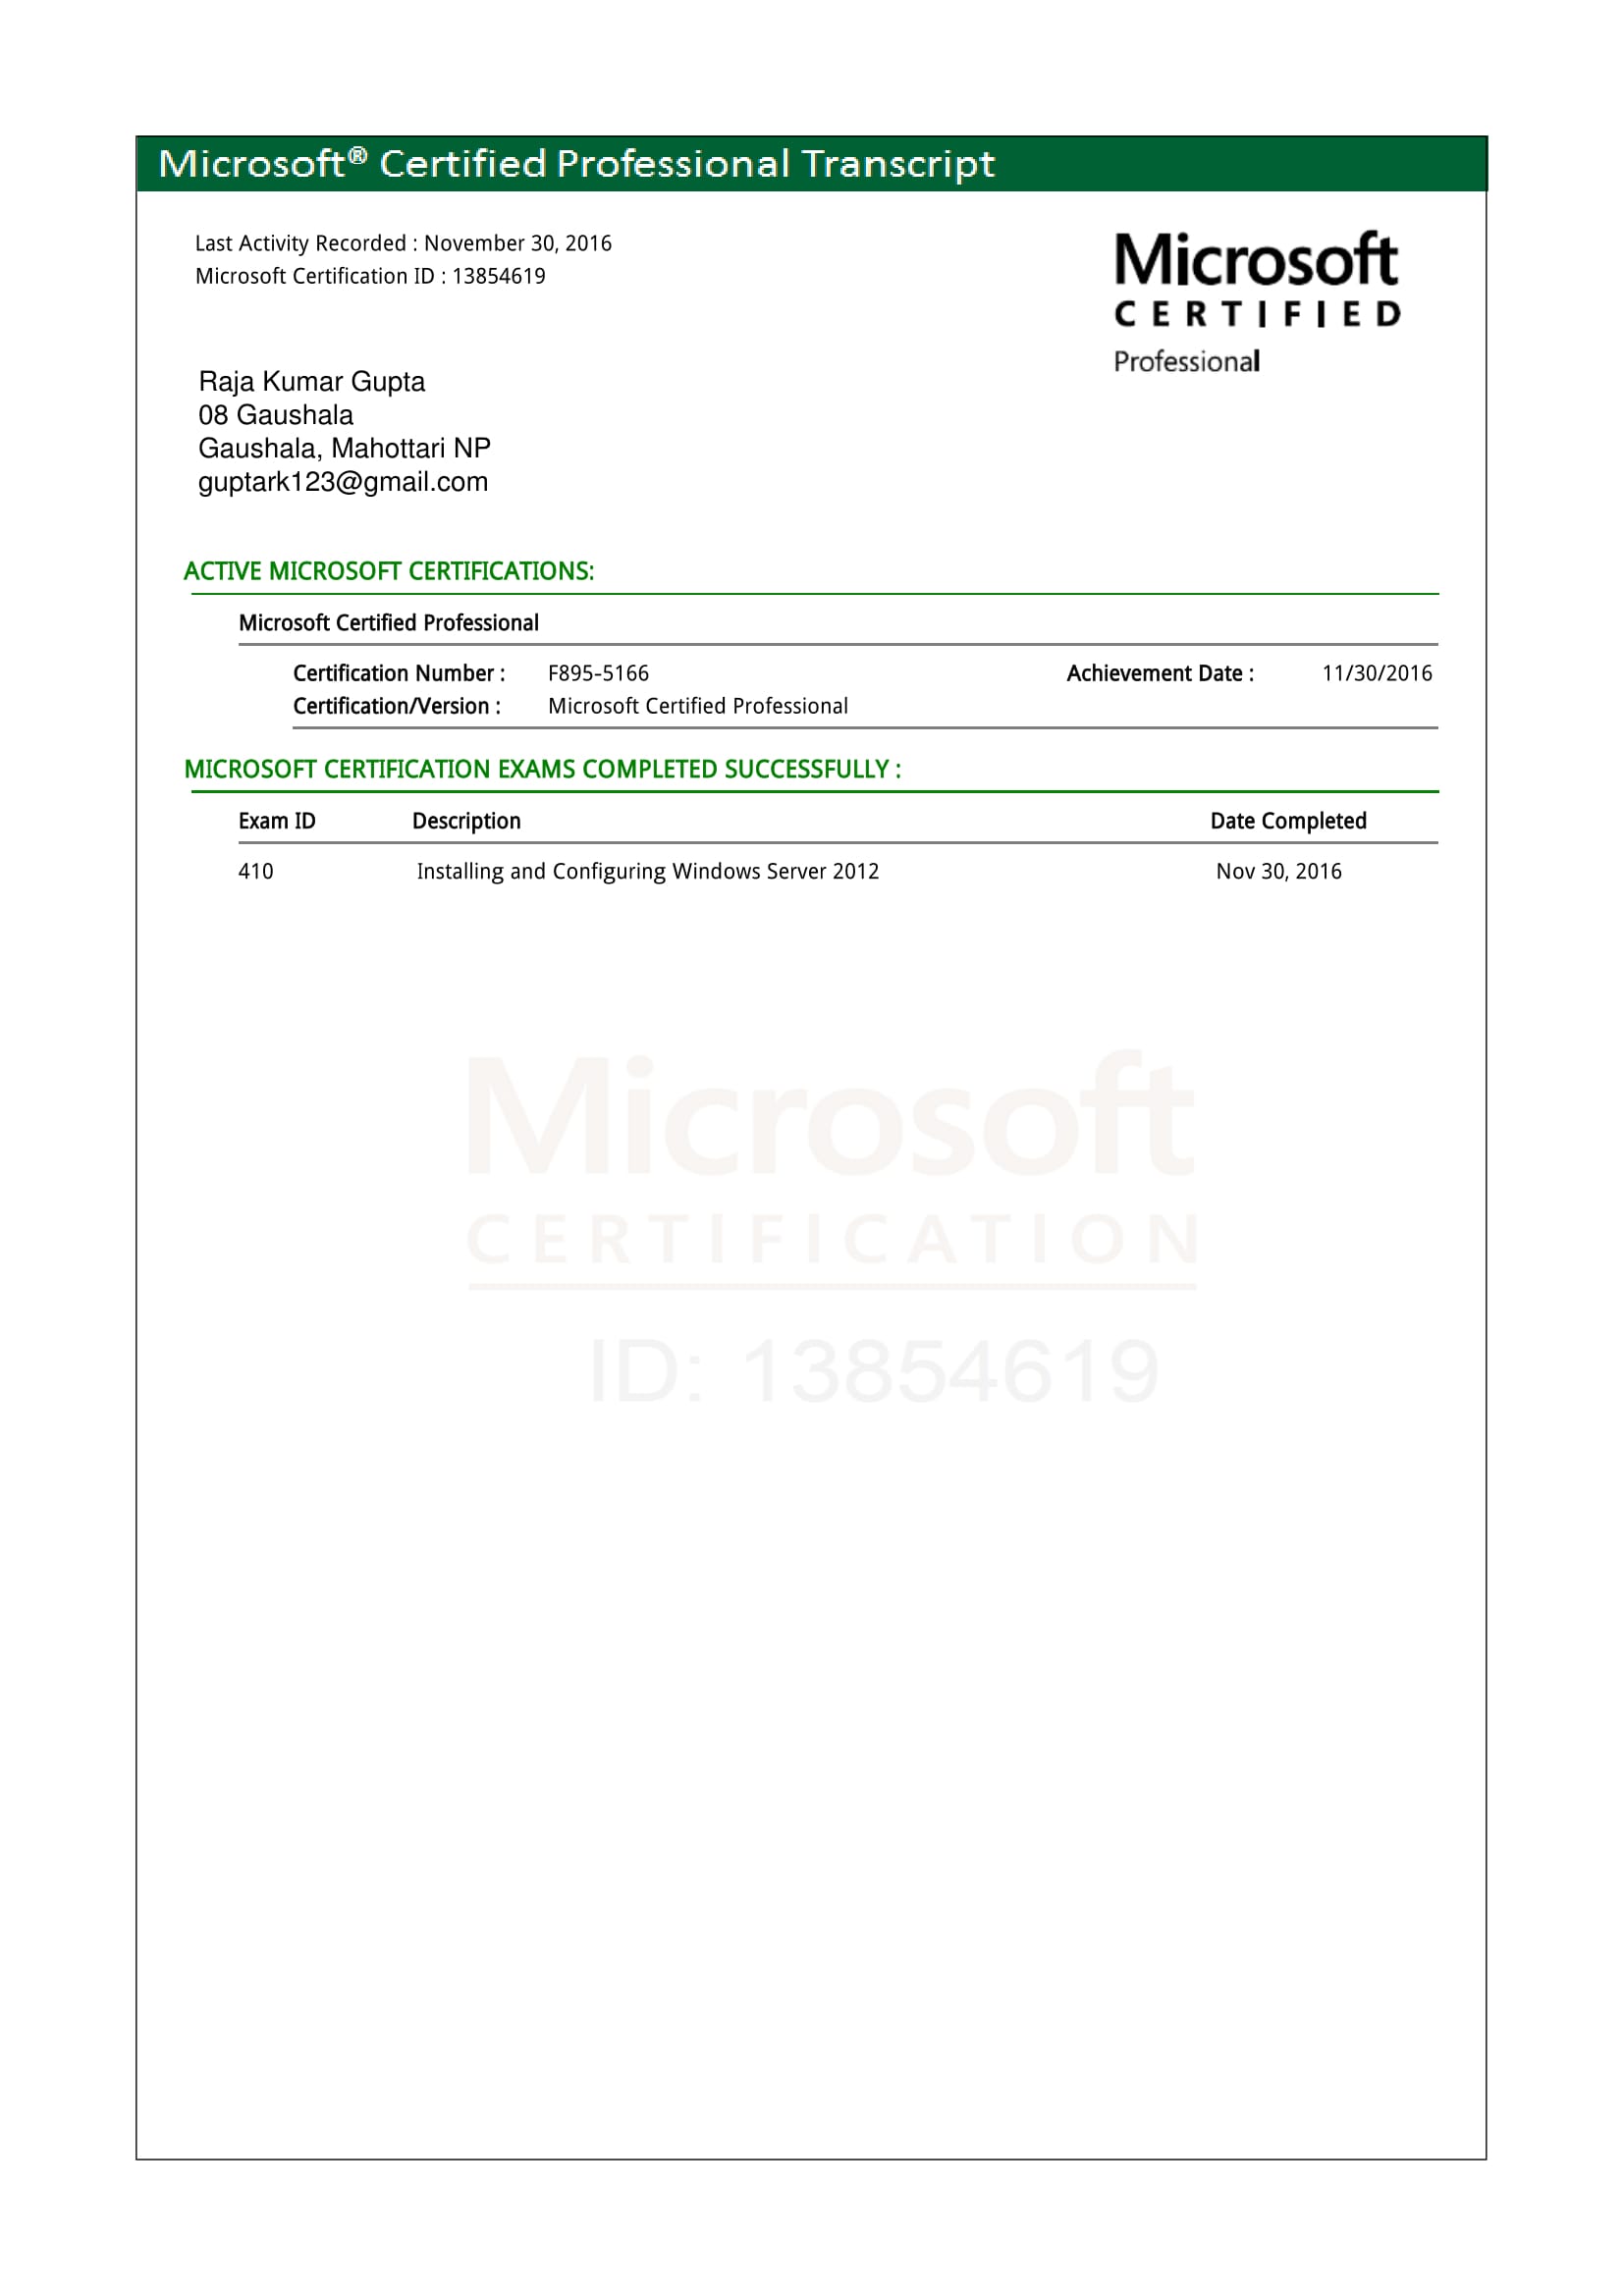 Microsoft® Certified Professional Transcript
Last Activity Recorded : November 30, 2016
Microsoft Certification ID : 13854619
Microsoft
CERTIFIED
Professional
Raja Kumar Gupta
08 Gaushala
Gaushala, Mahottari NP
guptark123@gmail.com
ACTIVE MICROSOFT CERTIFICATIONS:
Microsoft Certified Professional
Certification Number : F895-5166 Achievement Date : 11/30/2016
Certification/Version : Microsoft Certified Professional
MICROSOFT CERTIFICATION EXAMS COMPLETED SUCCESSFULLY :
Exam ID Description Date Completed
410 Installing and Configuring Windows Server 2012 Nov 30, 2016
Microsoft
CERTIFICATION
ID: 13854619